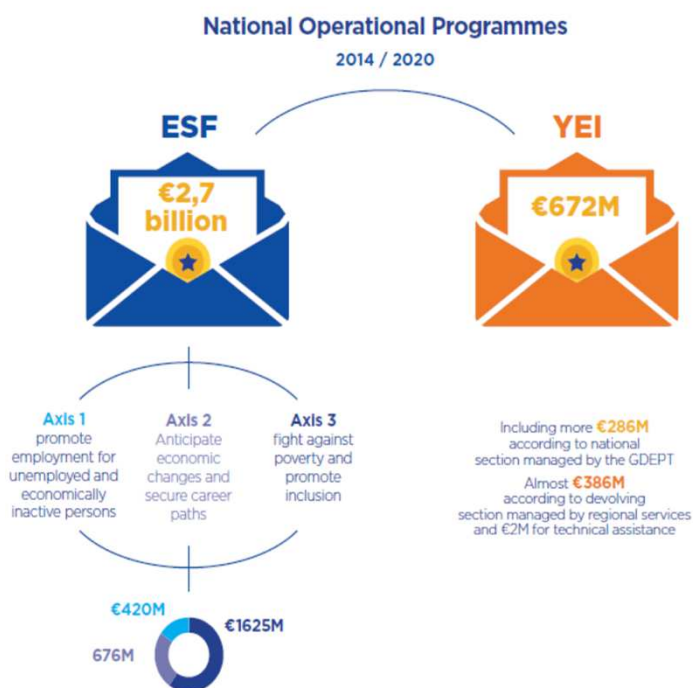 National Operational Programmes
2014 / 2020
ESF
€2,7
billion
YEI
€672M
Axis 1
promote
employment for
unemployed and
economically
inactive persons
Axis 2
Anticipate
economic
changes and
secure career
paths
Axis 3
fight against
poverty and
promote
inclusion
Including more €286M
according to national
section managed by the GDEPT
Almost €386M
according to devolving
section managed by regional services
and €2M for technical assistance
€420M
€1625M
676M